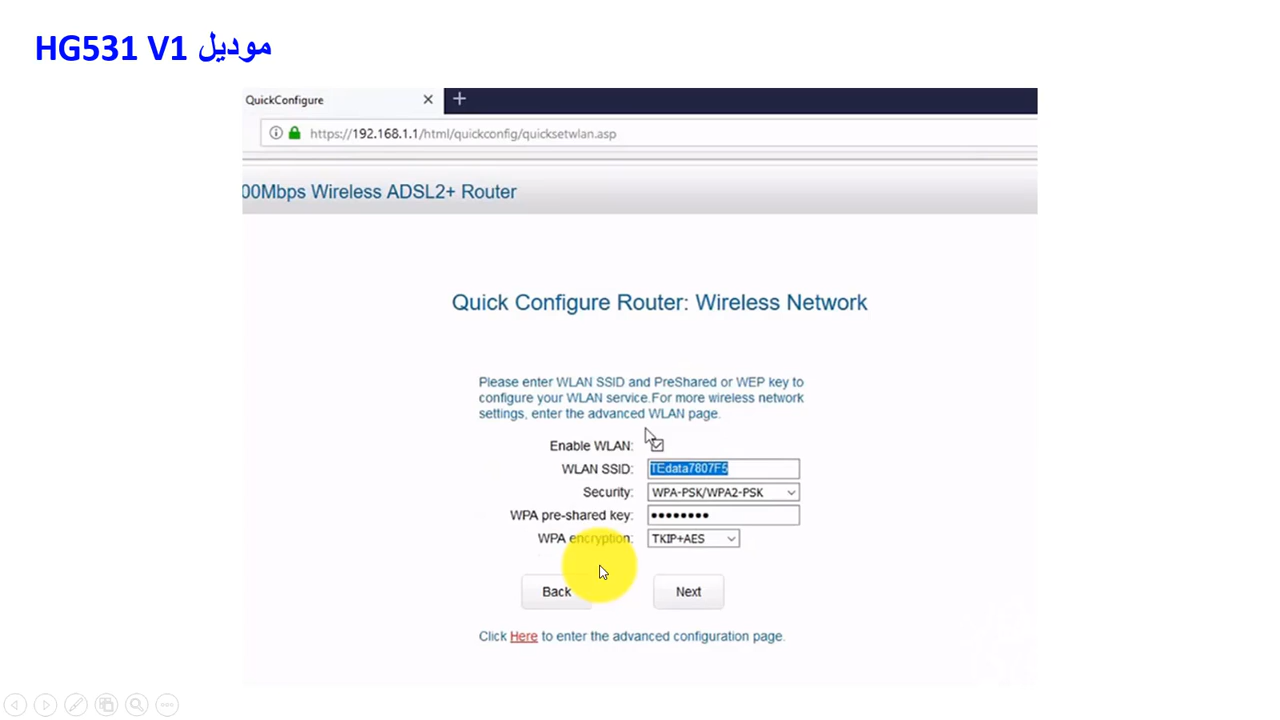 موديل HG531 V1
QuickConfigure
https://192.168.1.1/html/quickconfig/quicksetwlan.asp
00Mbps Wireless ADSL2+ Router
Quick Configure Router: Wireless Network
Please enter WLAN SSID and PreShared or WEP key to
configure your WLAN service.For more wireless network
settings, enter the advanced WLAN page.
Enable WLAN:
WLAN SSID: TEdata7807F5
Security: WPA-PSK/WPA2-PSK
WPA pre-shared key: ●●●●●●●●
WPA encryption: TKIP+AES
Back Next
Click Here to enter the advanced configuration page.